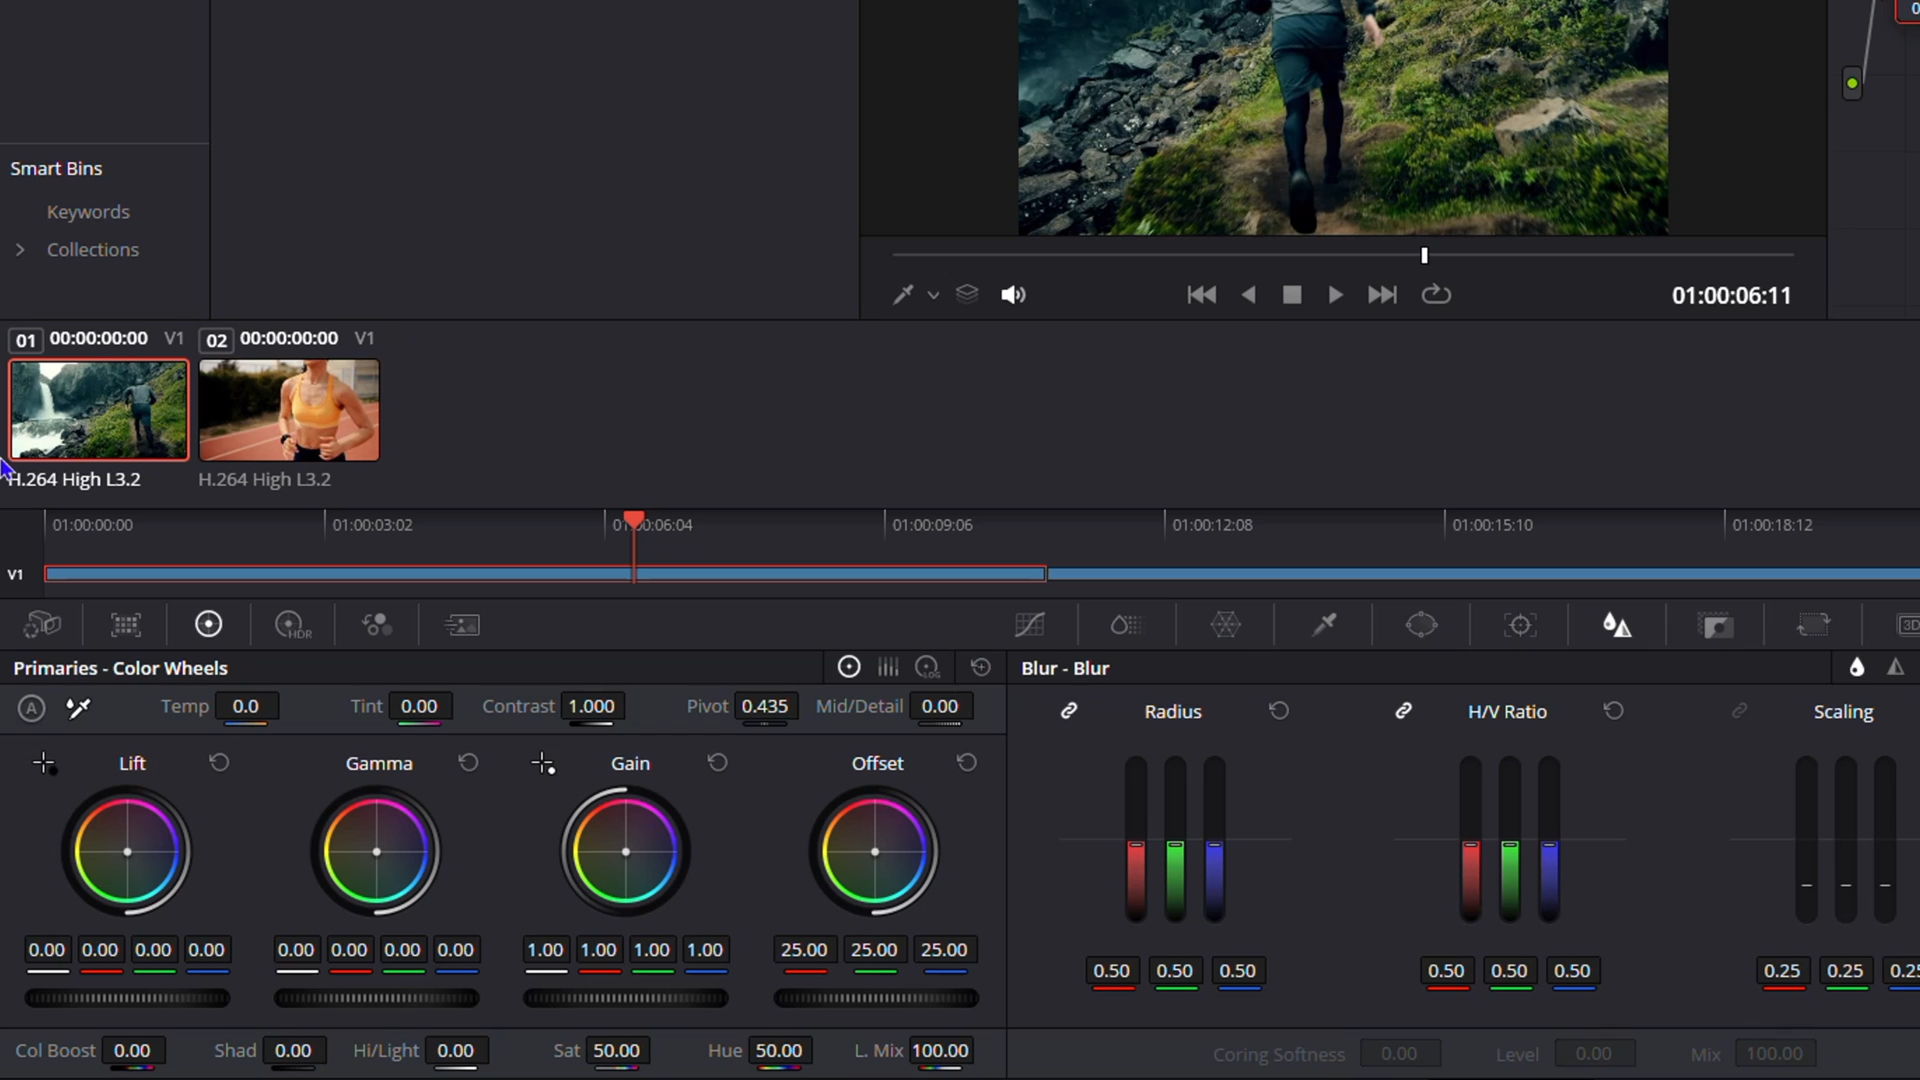 Smart Bins
Keywords
Collections
01:00:06:11
01 00:00:00:00 V1 02 00:00:00:00 V1
H.264 High L3.2 H.264 High L3.2
01:00:00:00 01:00:03:02 01:00:06:04 01:00:09:06 01:00:12:08 01:00:15:10 01:00:18:12
V1
HDR 3D
Primaries - Color Wheels LOG Blur - Blur
A Temp 0.0 Tint 0.00 Contrast 1.000 Pivot 0.435 Mid/Detail 0.00
Radius H/V Ratio Scaling
Lift Gamma Gain Offset
0.00 0.00 0.00 0.00 0.00 0.00 0.00 0.00 1.00 1.00 1.00 1.00 25.00 25.00 25.00
0.50 0.50 0.50 0.50 0.50 0.50 0.25 0.25
Col Boost 0.00 Shad 0.00 Hi/Light 0.00 Sat 50.00 Hue 50.00 L. Mix 100.00
Coring Softness 0.00 Level 0.00 Mix 100.00